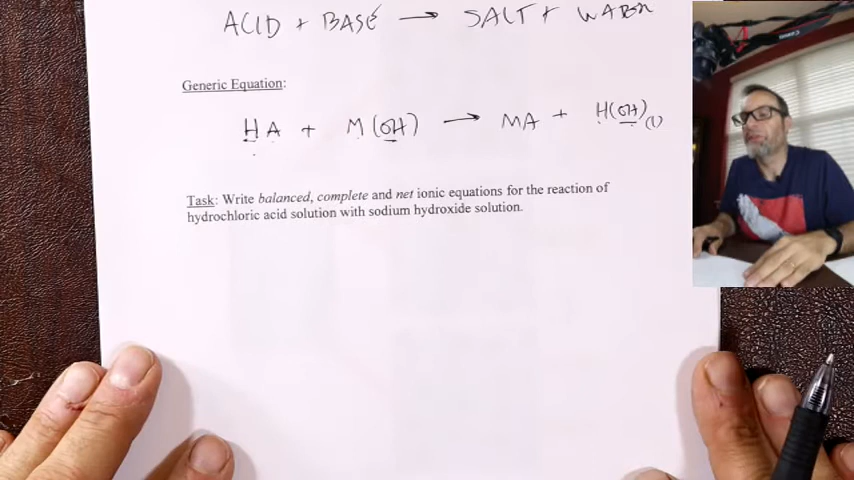 ACID + BASE → SALT + WATER
Generic Equation:
HA + M(OH) → MA + H(OH)(l)
Task: Write balanced, complete and net ionic equations for the reaction of
hydrochloric acid solution with sodium hydroxide solution.
Canon